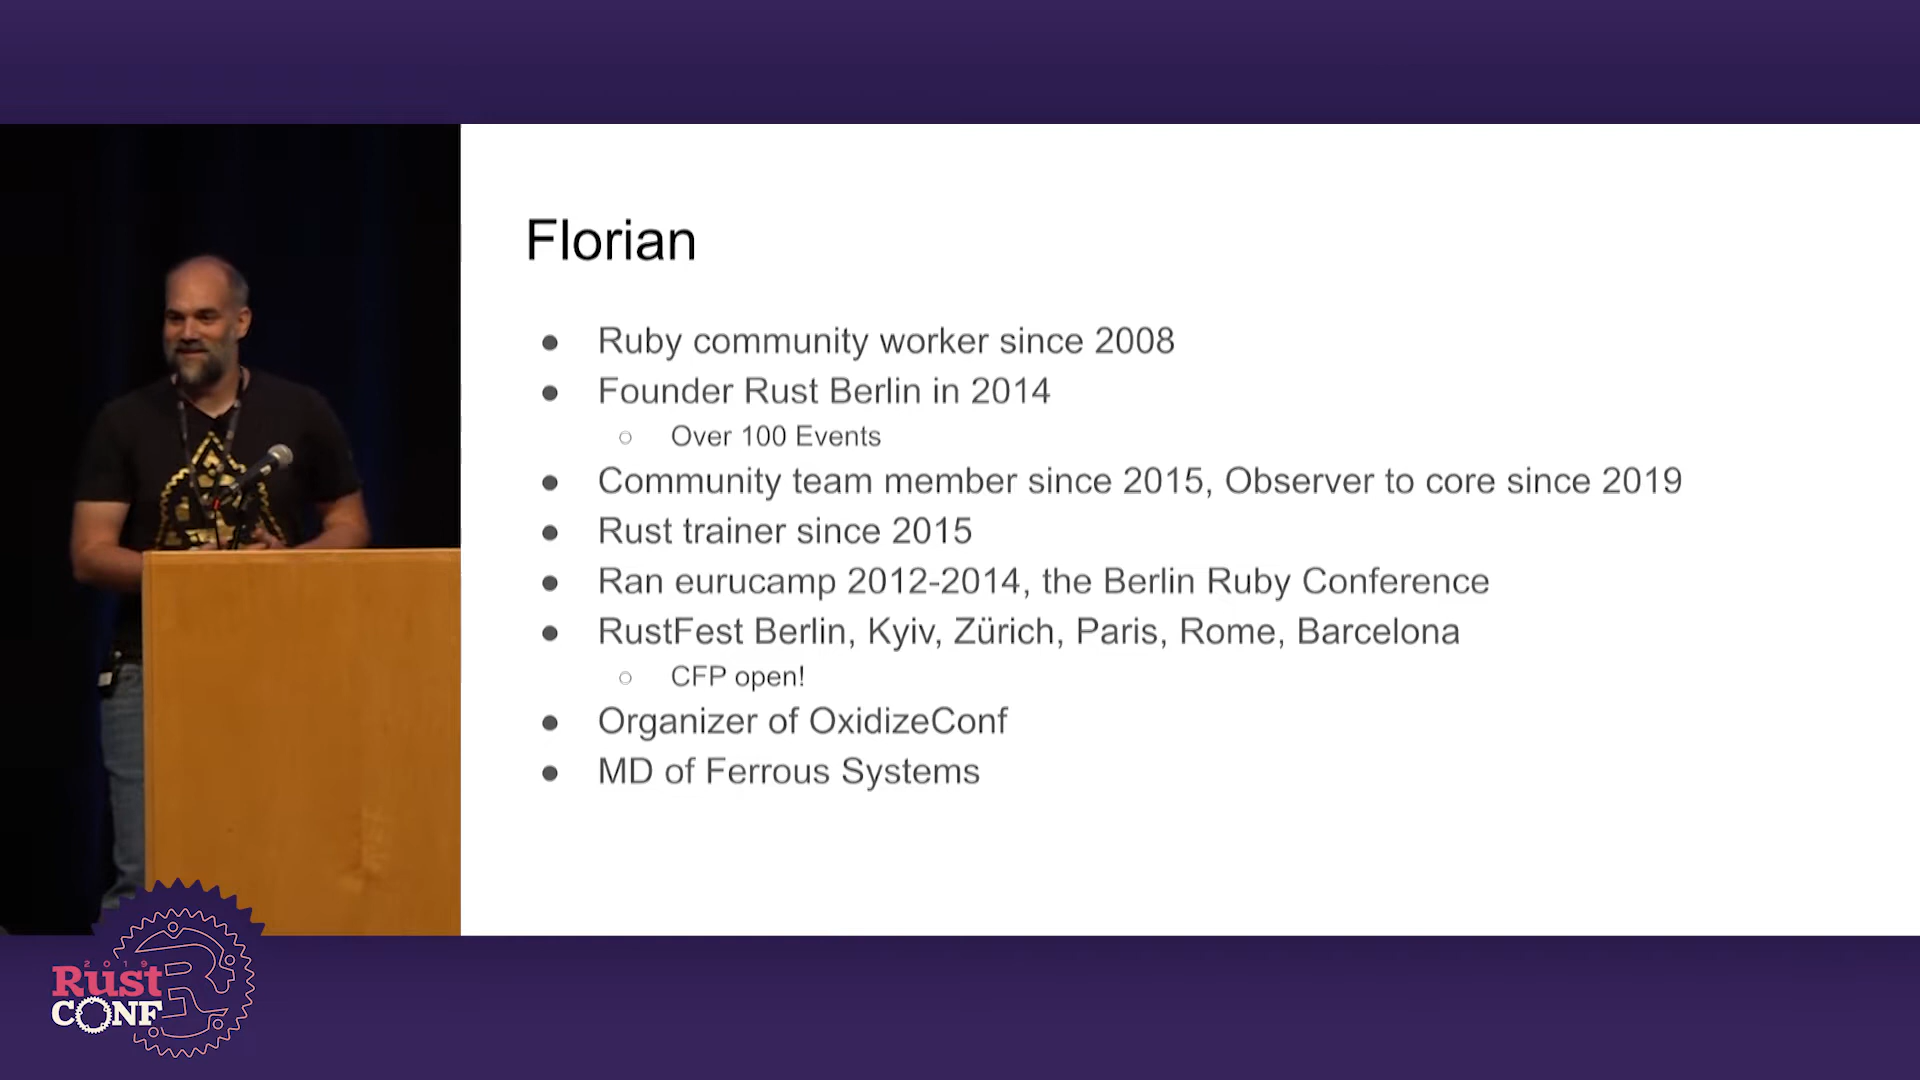 Florian
● Ruby community worker since 2008
● Founder Rust Berlin in 2014
○ Over 100 Events
● Community team member since 2015, Observer to core since 2019
● Rust trainer since 2015
● Ran eurucamp 2012-2014, the Berlin Ruby Conference
● RustFest Berlin, Kyiv, Zürich, Paris, Rome, Barcelona
○ CFP open!
● Organizer of OxidizeConf
● MD of Ferrous Systems
2019
Rust
CONF
R